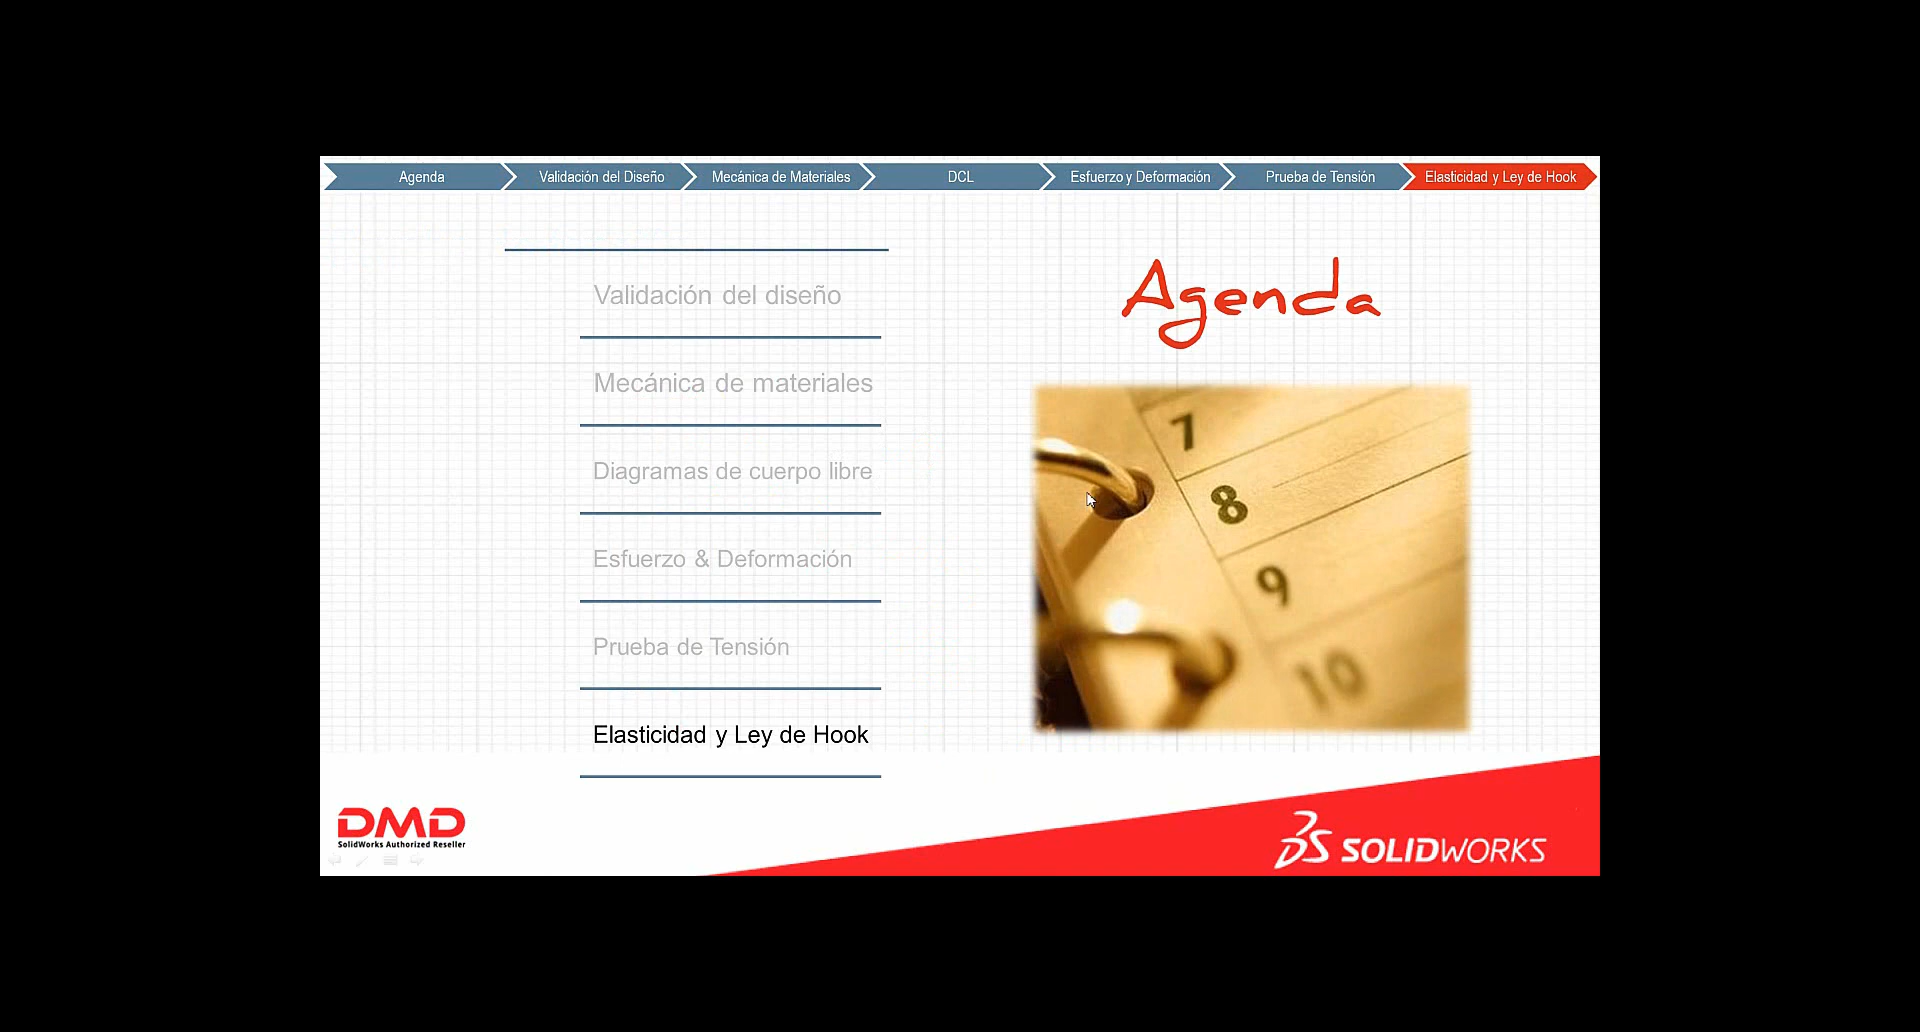 Agenda
Validación del Diseño
Mecánica de Materiales
DCL
Esfuerzo y Deformación
Prueba de Tensión
Elasticidad y Ley de Hook
Validación del diseño
Mecánica de materiales
Diagramas de cuerpo libre
Esfuerzo & Deformación
Prueba de Tensión
Elasticidad y Ley de Hook
Agenda
7
8
9
10
DMD
SolidWorks Authorized Reseller
SOLIDWORKS